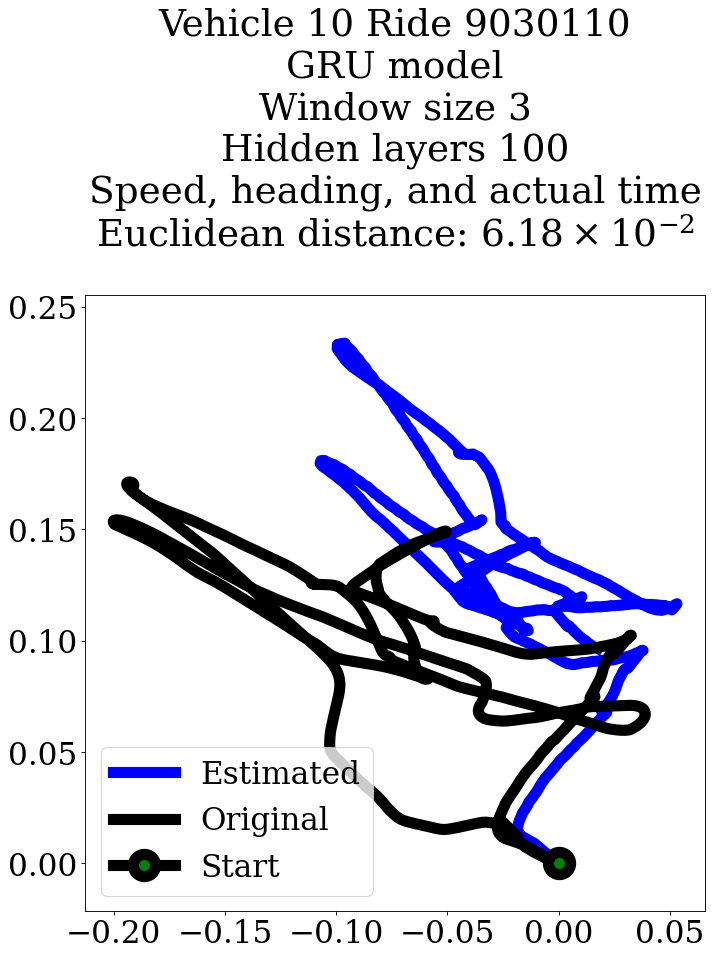 Vehicle 10 Ride 9030110
GRU model
Window size 3
Hidden layers 100
Speed, heading, and actual time
Euclidean distance: 6.18 × 10⁻²
0.25
0.20
0.15
0.10
0.05
0.00
Estimated
Original
Start
−0.20 −0.15 −0.10 −0.05 0.00 0.05